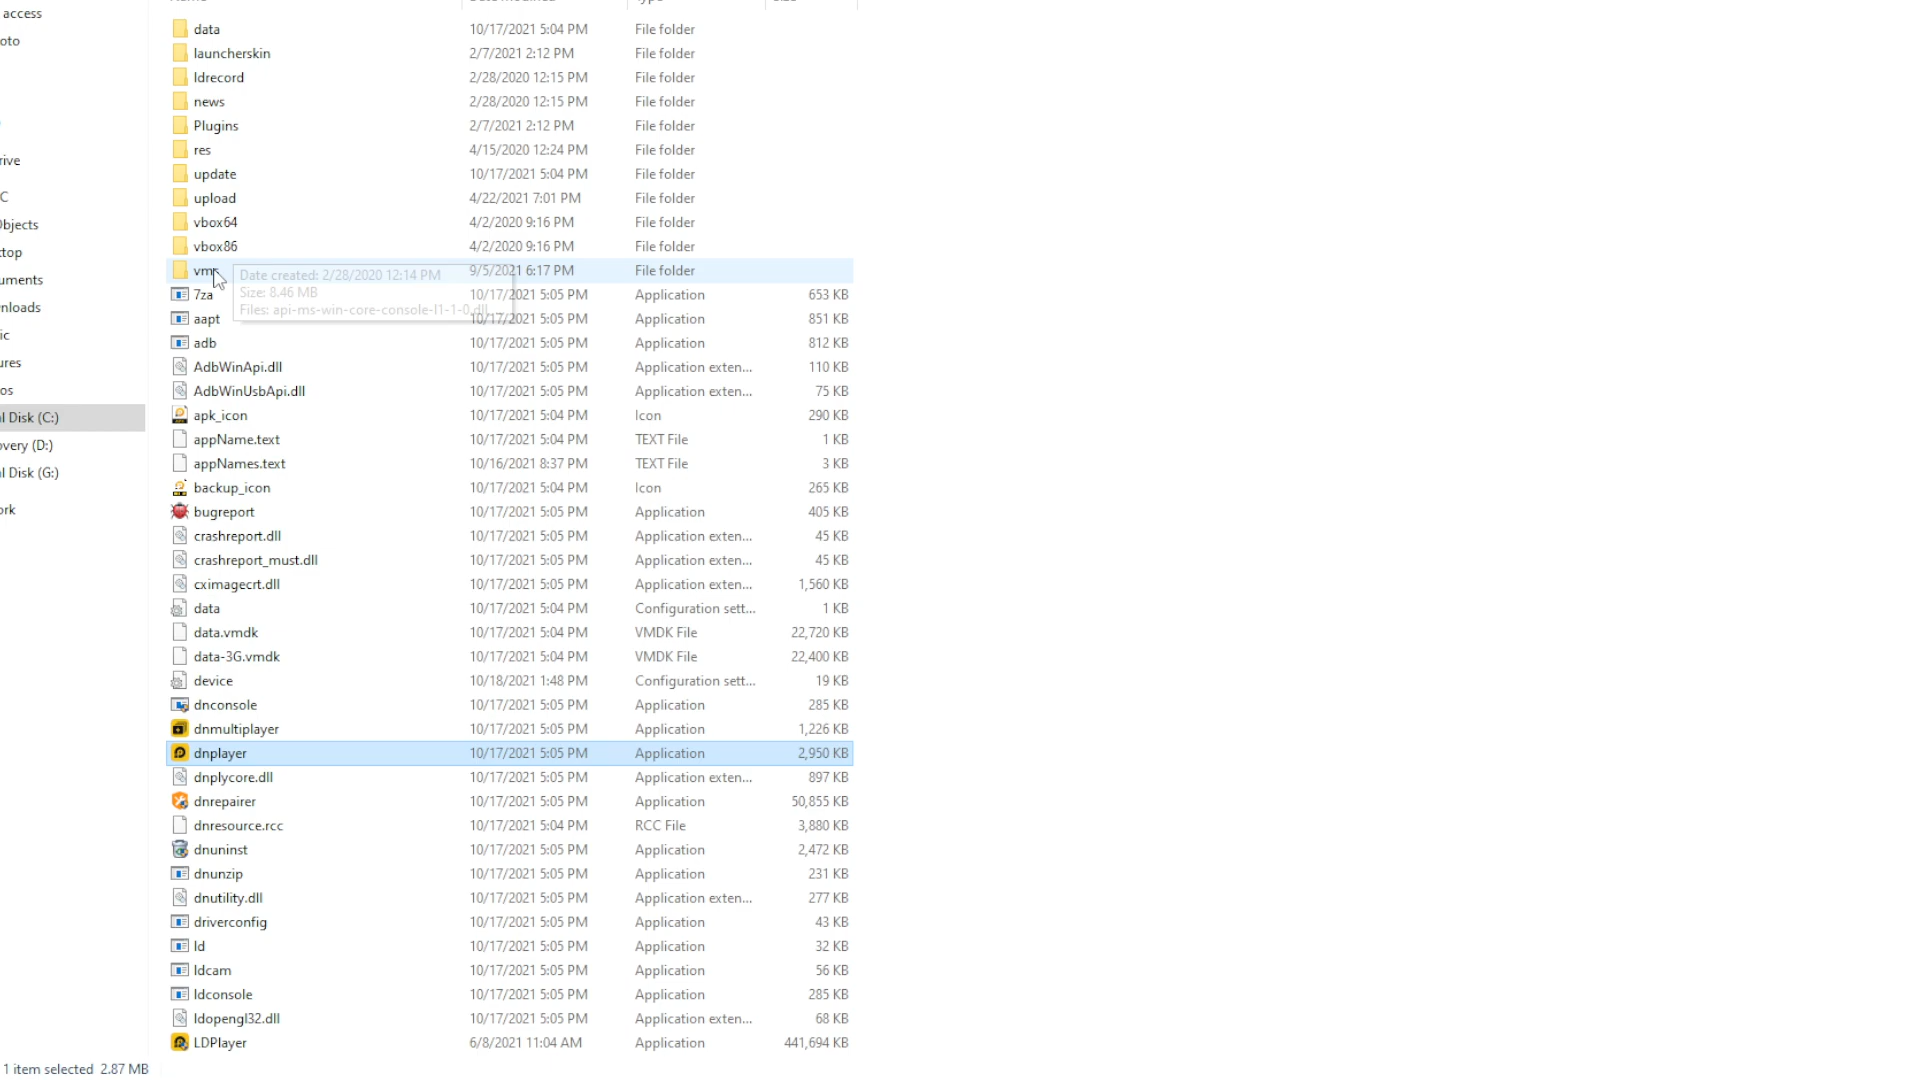 access
oto
rive
C
Objects
ktop
uments
nloads
ic
ures
os
l Disk (C:)
overy (D:)
l Disk (G:)
ork
data 10/17/2021 5:04 PM File folder
launcherskin 2/7/2021 2:12 PM File folder
ldrecord 2/28/2020 12:15 PM File folder
news 2/28/2020 12:15 PM File folder
Plugins 2/7/2021 2:12 PM File folder
res 4/15/2020 12:24 PM File folder
update 10/17/2021 5:04 PM File folder
upload 4/22/2021 7:01 PM File folder
vbox64 4/2/2020 9:16 PM File folder
vbox86 4/2/2020 9:16 PM File folder
9/5/2021 6:17 PM File folder
Date created: 2/28/2020 12:14 PM
Size: 8.46 MB
Files: api-ms-win-core-console-l1-1-0.dll
7za 10/17/2021 5:05 PM Application 653 KB
aapt 10/17/2021 5:05 PM Application 851 KB
adb 10/17/2021 5:05 PM Application 812 KB
AdbWinApi.dll 10/17/2021 5:05 PM Application exten... 110 KB
AdbWinUsbApi.dll 10/17/2021 5:05 PM Application exten... 75 KB
apk_icon 10/17/2021 5:04 PM Icon 290 KB
appName.text 10/17/2021 5:04 PM TEXT File 1 KB
appNames.text 10/16/2021 8:37 PM TEXT File 3 KB
backup_icon 10/17/2021 5:04 PM Icon 265 KB
bugreport 10/17/2021 5:05 PM Application 405 KB
crashreport.dll 10/17/2021 5:05 PM Application exten... 45 KB
crashreport_must.dll 10/17/2021 5:05 PM Application exten... 45 KB
cximagecrt.dll 10/17/2021 5:05 PM Application exten... 1,560 KB
data 10/17/2021 5:04 PM Configuration sett... 1 KB
data.vmdk 10/17/2021 5:04 PM VMDK File 22,720 KB
data-3G.vmdk 10/17/2021 5:04 PM VMDK File 22,400 KB
device 10/18/2021 1:48 PM Configuration sett... 19 KB
dnconsole 10/17/2021 5:05 PM Application 285 KB
dnmultiplayer 10/17/2021 5:05 PM Application 1,226 KB
dnplayer 10/17/2021 5:05 PM Application 2,950 KB
dnplycore.dll 10/17/2021 5:05 PM Application exten... 897 KB
dnrepairer 10/17/2021 5:05 PM Application 50,855 KB
dnresource.rcc 10/17/2021 5:04 PM RCC File 3,880 KB
dnuninst 10/17/2021 5:05 PM Application 2,472 KB
dnunzip 10/17/2021 5:05 PM Application 231 KB
dnutility.dll 10/17/2021 5:05 PM Application exten... 277 KB
driverconfig 10/17/2021 5:05 PM Application 43 KB
ld 10/17/2021 5:05 PM Application 32 KB
ldcam 10/17/2021 5:05 PM Application 56 KB
ldconsole 10/17/2021 5:05 PM Application 285 KB
ldopengl32.dll 10/17/2021 5:05 PM Application exten... 68 KB
LDPlayer 6/8/2021 11:04 AM Application 441,694 KB
1 item selected 2.87 MB